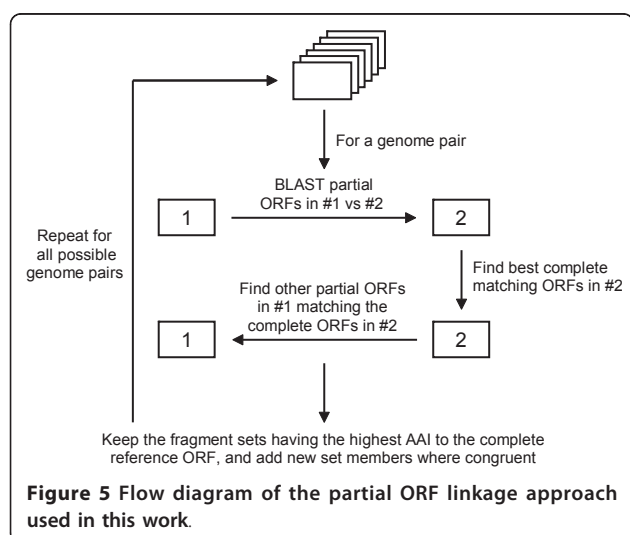 For a genome pair
BLAST partial
ORFs in #1 vs #2
1
2
Repeat for
all possible
genome pairs
Find best complete
matching ORFs in #2
Find other partial ORFs
in #1 matching the
complete ORFs in #2
1
2
Keep the fragment sets having the highest AAI to the complete
reference ORF, and add new set members where congruent
Figure 5 Flow diagram of the partial ORF linkage approach
used in this work.